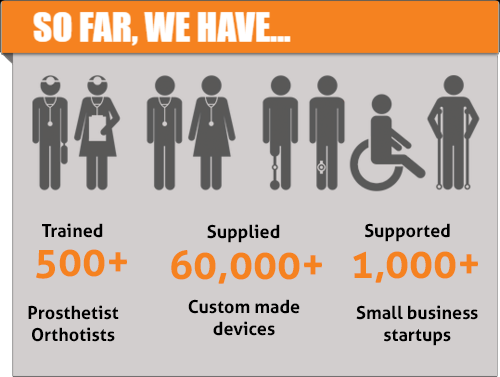 SO FAR, WE HAVE...
Trained
500+
Prosthetist
Orthotists
Supplied
60,000+
Custom made
devices
Supported
1,000+
Small business
startups